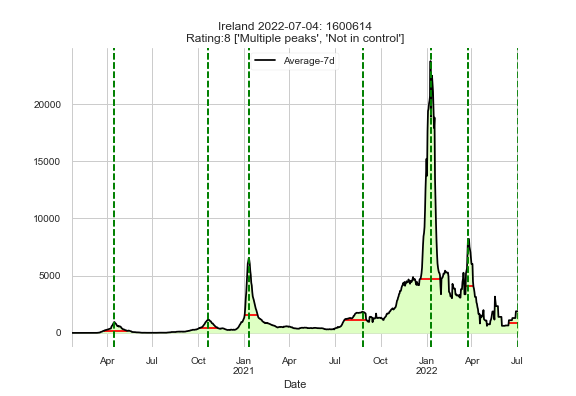 Ireland 2022-07-04: 1600614
Rating:8 ['Multiple peaks', 'Not in control']
Average-7d
20000
15000
10000
5000
0
Apr Jul Oct Jan Apr Jul Oct Jan Apr Jul
2021 2022
Date